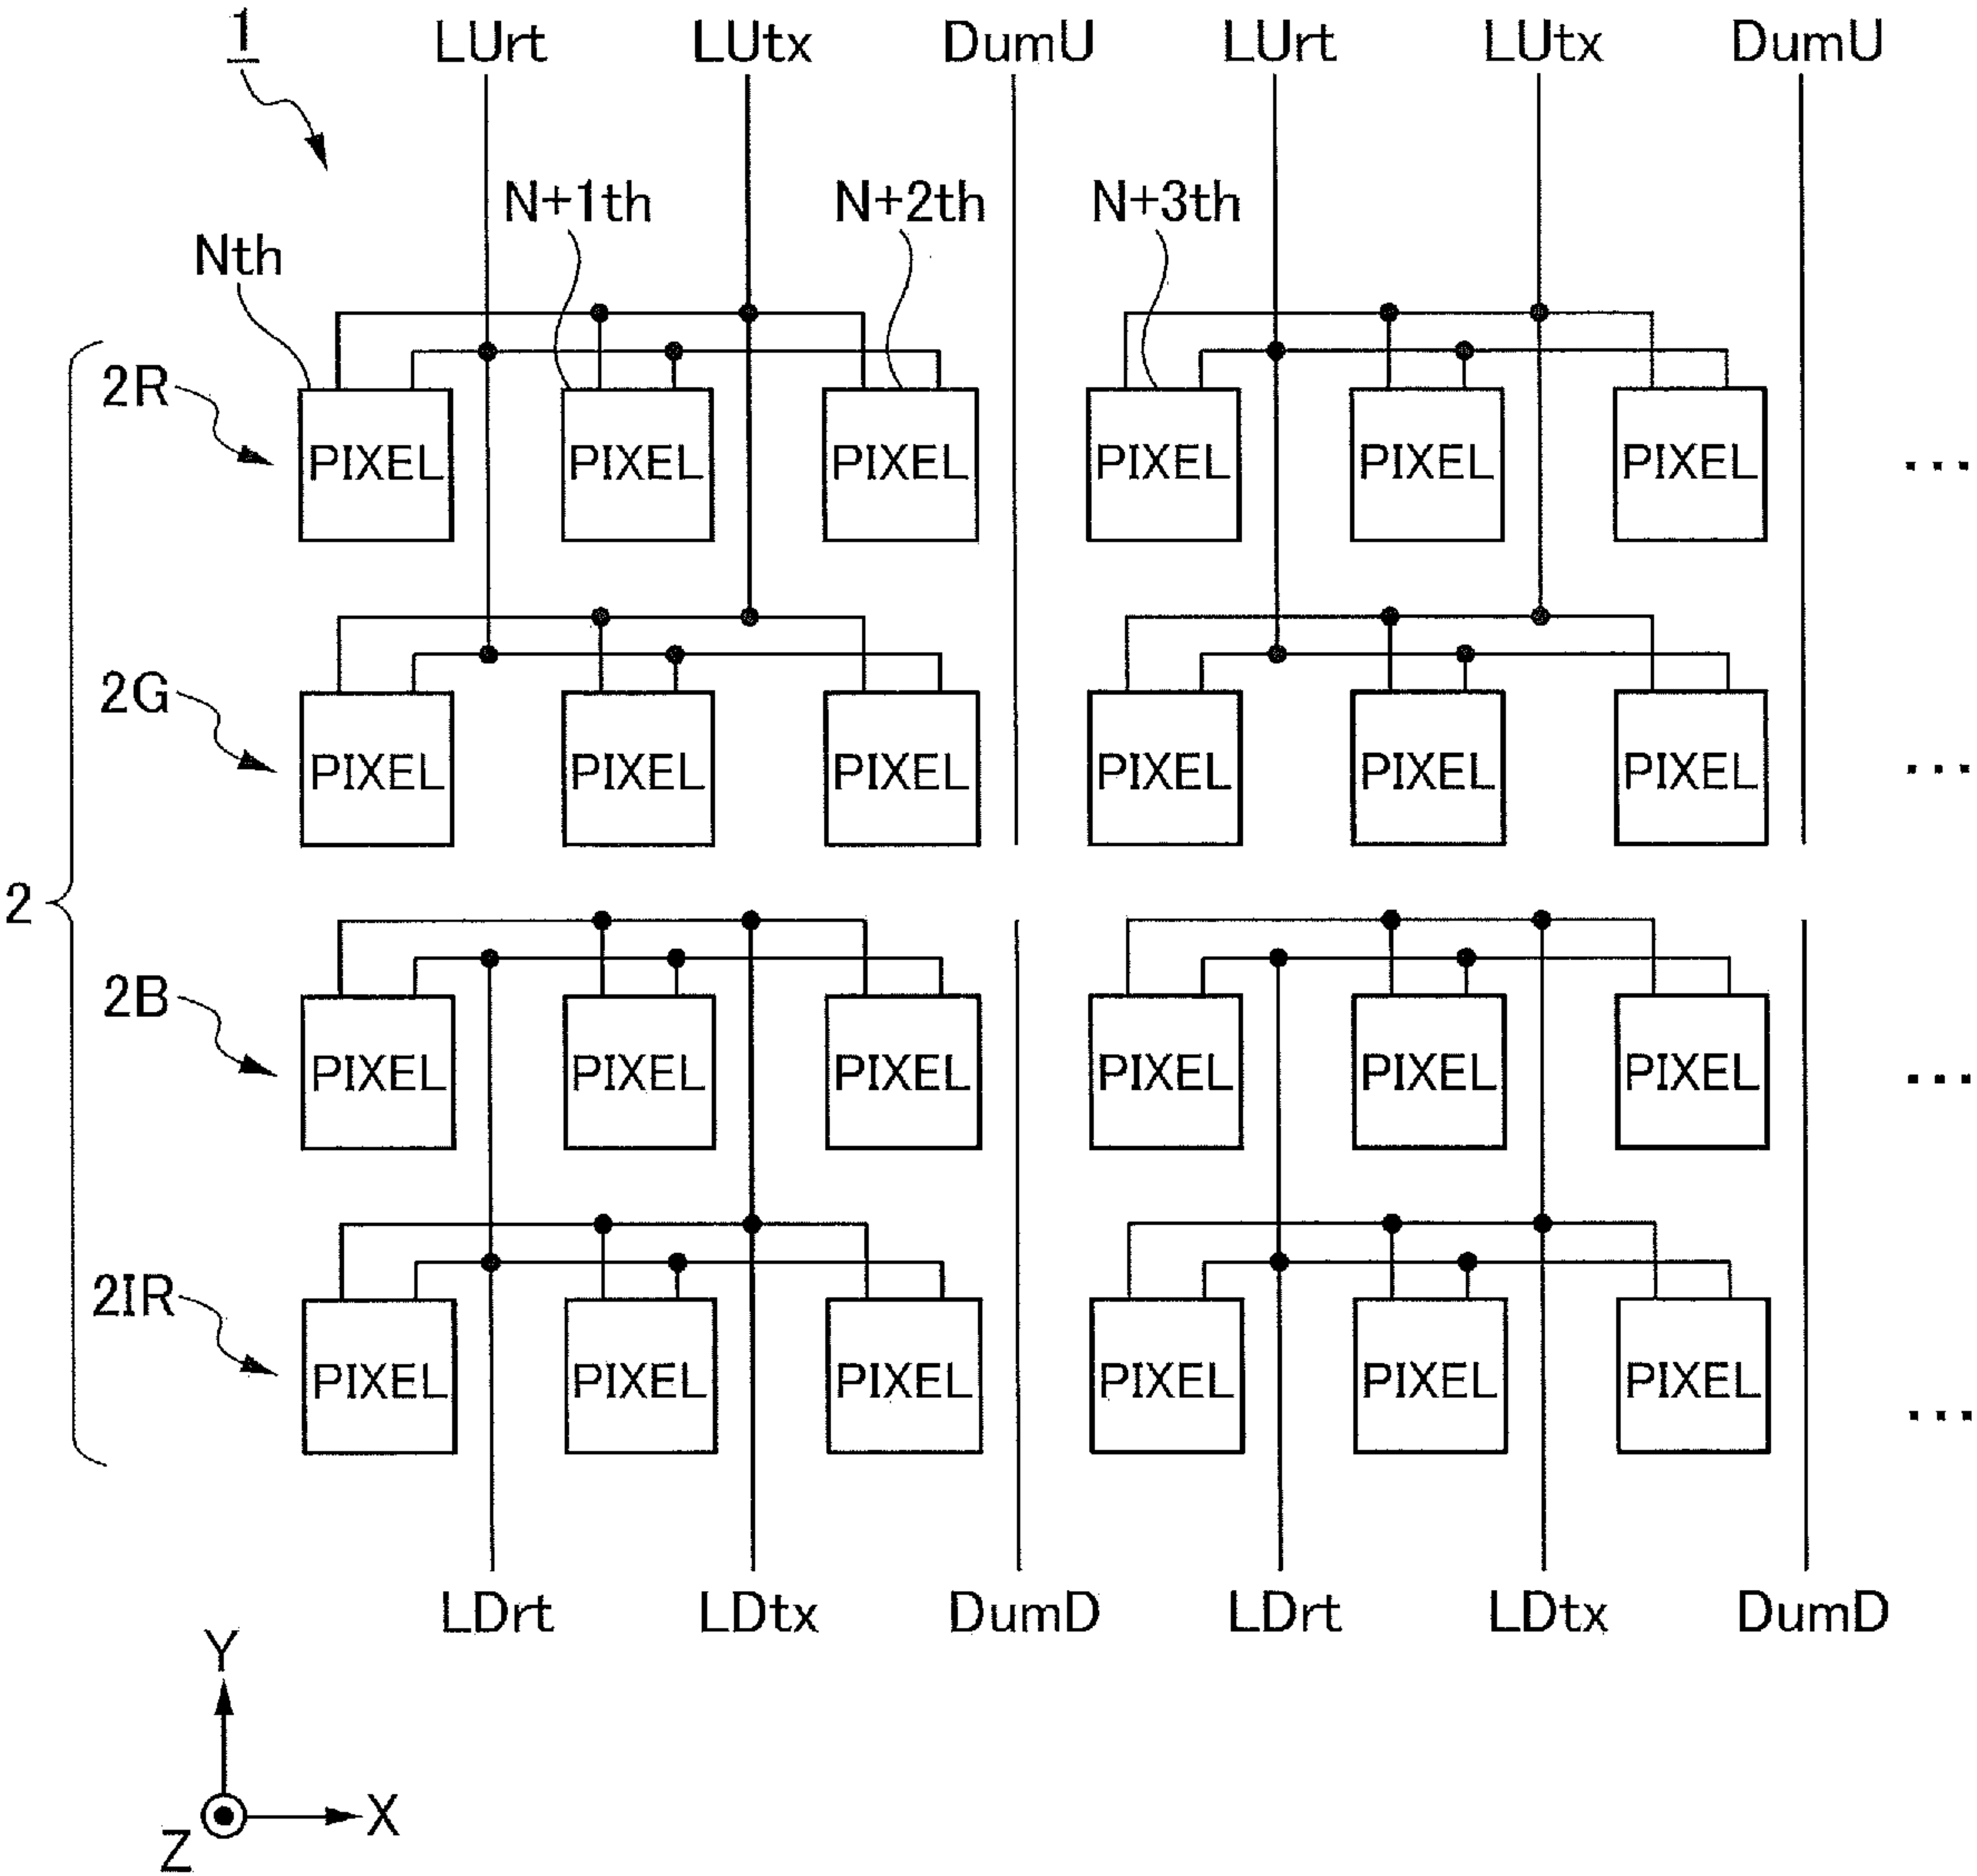 1
LUrt LUtx DumU LUrt LUtx DumU
Nth N+1th N+2th N+3th
2R PIXEL PIXEL PIXEL PIXEL PIXEL PIXEL ...
2G PIXEL PIXEL PIXEL PIXEL PIXEL PIXEL ...
2
2B PIXEL PIXEL PIXEL PIXEL PIXEL PIXEL ...
2IR PIXEL PIXEL PIXEL PIXEL PIXEL PIXEL ...
LDrt LDtx DumD LDrt LDtx DumD
Y
X
Z